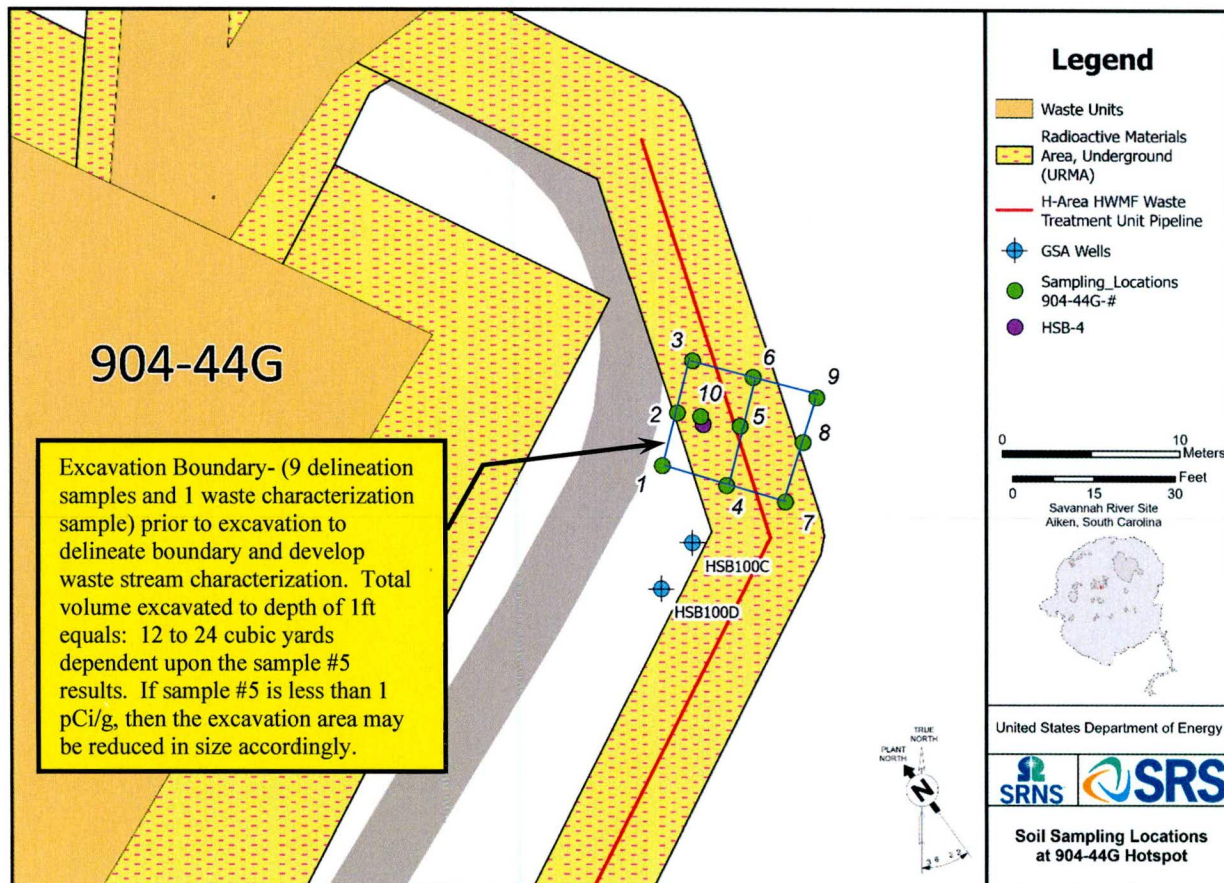 904-44G
Excavation Boundary- (9 delineation
samples and 1 waste characterization
sample) prior to excavation to
delineate boundary and develop
waste stream characterization. Total
volume excavated to depth of 1ft
equals: 12 to 24 cubic yards
dependent upon the sample #5
results. If sample #5 is less than 1
pCi/g, then the excavation area may
be reduced in size accordingly.
3
6
9
10
2
5
8
1
4
7
HSB100C
HSB100D
TRUE
NORTH
PLANT
NORTH
N
Legend
Waste Units
Radioactive Materials
Area, Underground
(URMA)
H-Area HWMF Waste
Treatment Unit Pipeline
GSA Wells
Sampling_Locations
904-44G-#
HSB-4
0 10
Meters
Feet
0 15 30
Savannah River Site
Aiken, South Carolina
United States Department of Energy
SRNS
SRS
Soil Sampling Locations
at 904-44G Hotspot